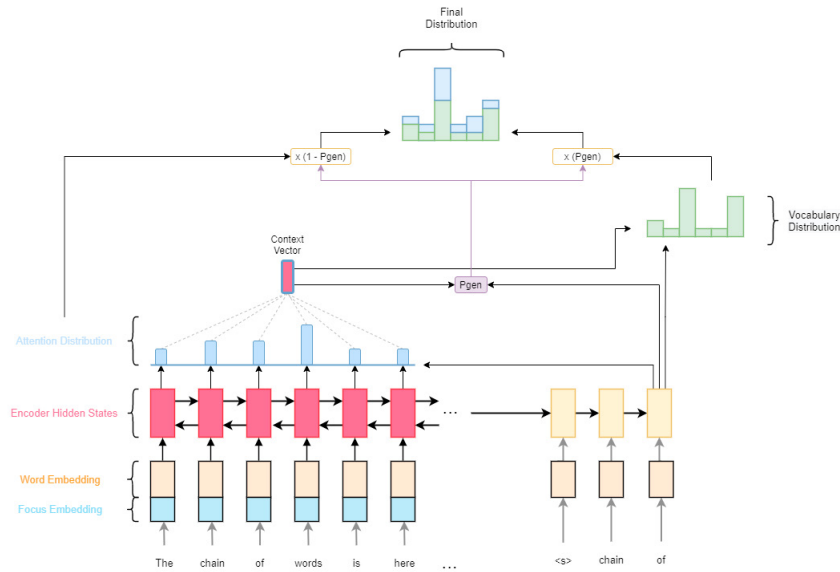 Final
Distribution
x (1 - Pgen)
x (Pgen)
Vocabulary
Distribution
Context
Vector
Pgen
Attention Distribution
Encoder Hidden States
...
Word Embedding
Focus Embedding
The chain of words is here ... <s> chain of